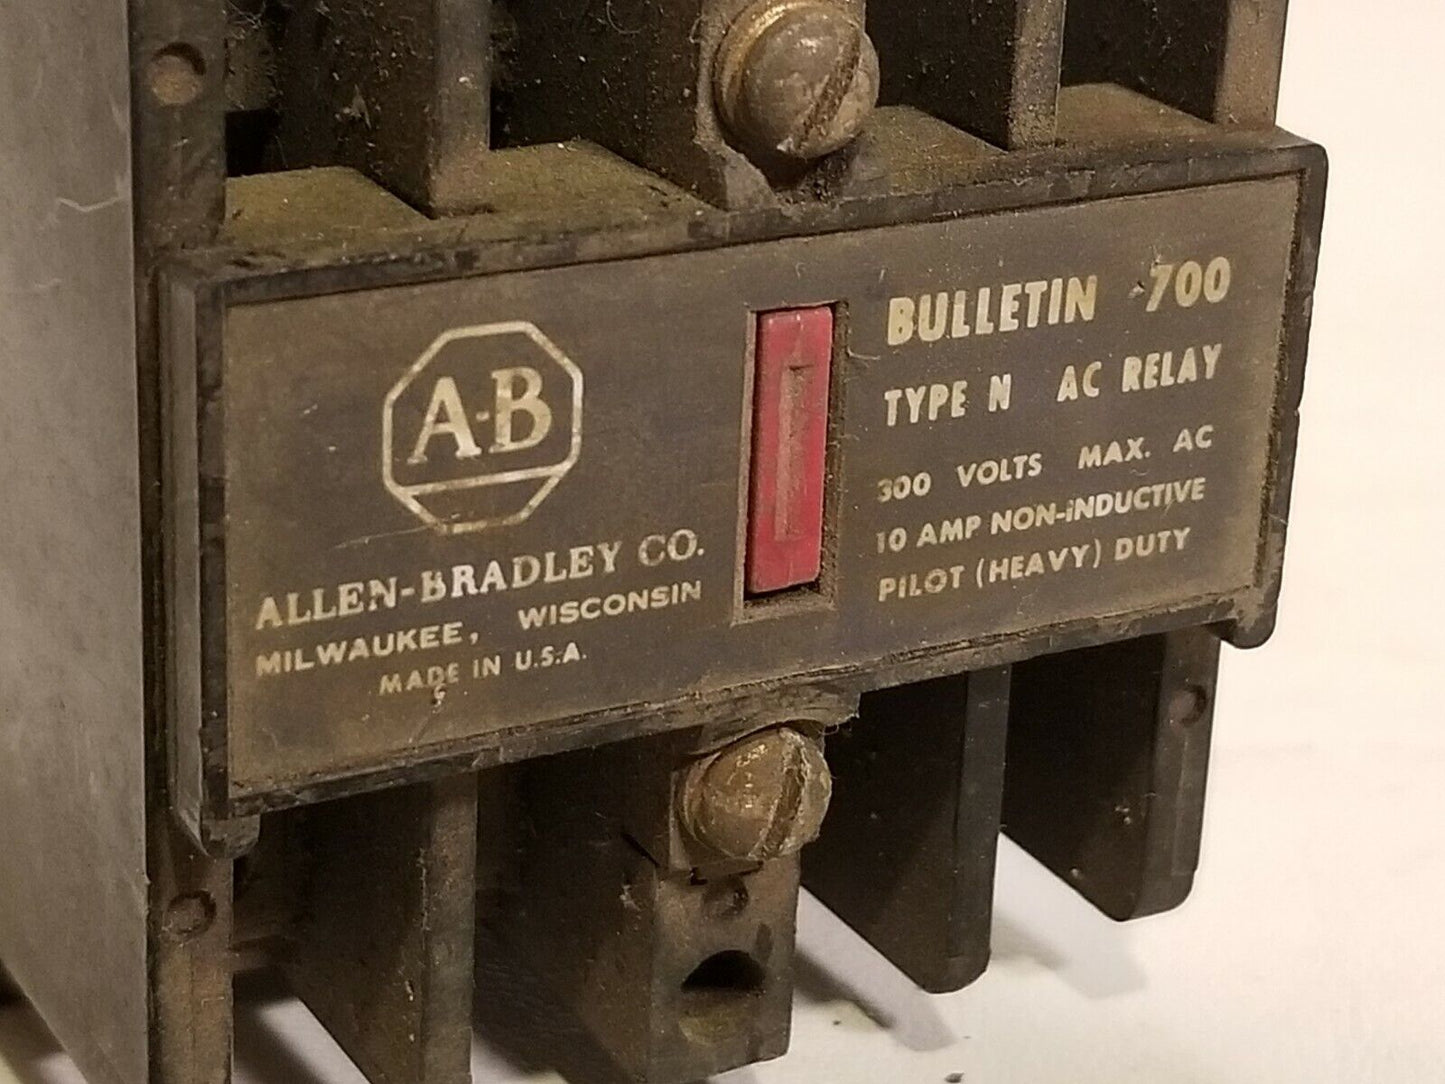 A-B
ALLEN-BRADLEY CO.
MILWAUKEE, WISCONSIN
MADE IN U.S.A.
BULLETIN 700
TYPE N AC RELAY
300 VOLTS MAX. AC
10 AMP NON-INDUCTIVE
PILOT (HEAVY) DUTY